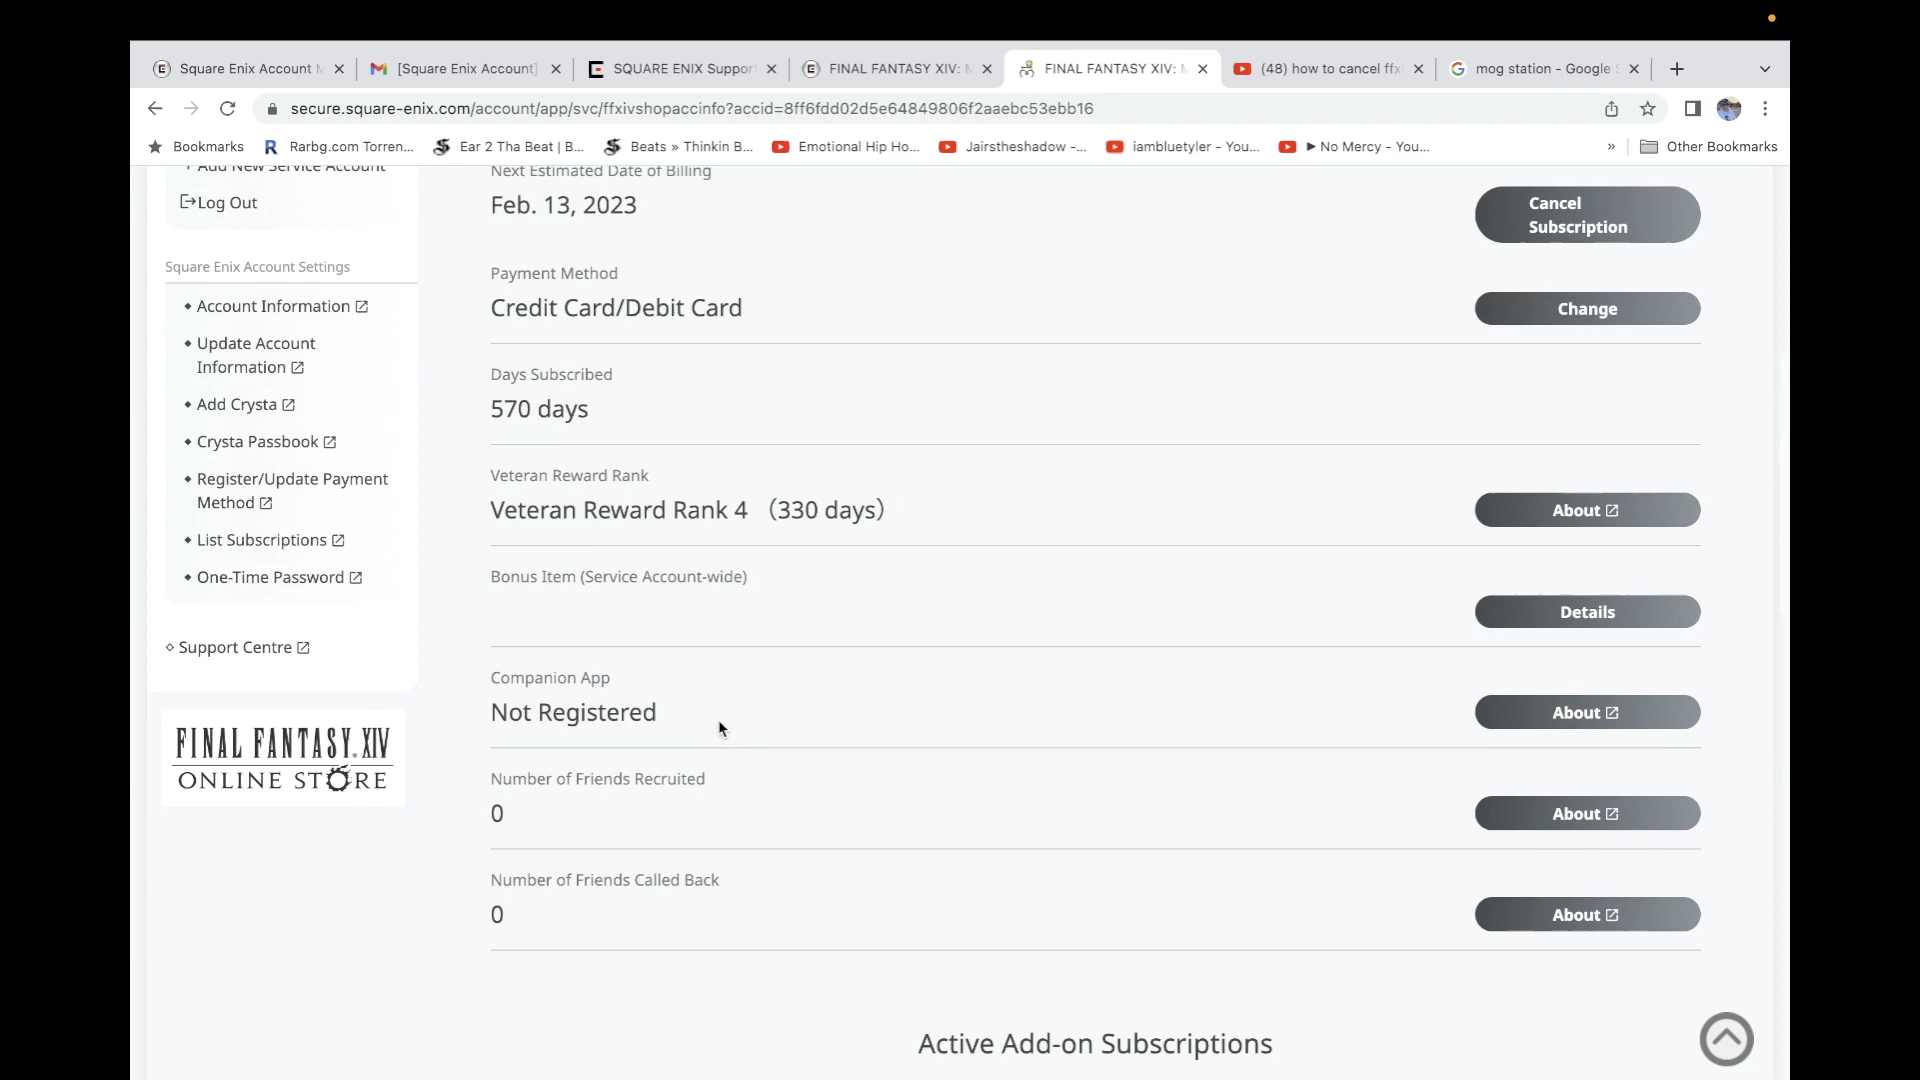 Square Enix Account M
[Square Enix Account]
SQUARE ENIX Suppor
FINAL FANTASY XIV: M
FINAL FANTASY XIV: M
(48) how to cancel ffx
mog station - Google S
secure.square-enix.com/account/app/svc/ffxivshopaccinfo?accid=8ff6fdd02d5e64849806f2aaebc53ebb16
Bookmarks
Rarbg.com Torren...
Ear 2 Tha Beat | B...
Beats » Thinkin B...
Emotional Hip Ho...
Jairstheshadow -...
iambluetyler - You...
►No Mercy - You...
»
Other Bookmarks
+ Add New Service Account
Log Out
Square Enix Account Settings
Account Information
Update Account
Information
Add Crysta
Crysta Passbook
Register/Update Payment
Method
List Subscriptions
One-Time Password
Support Centre
FINAL FANTASY XIV
ONLINE STORE
Next Estimated Date of Billing
Feb. 13, 2023
Cancel
Subscription
Payment Method
Credit Card/Debit Card
Change
Days Subscribed
570 days
Veteran Reward Rank
Veteran Reward Rank 4 （330 days）
About
Bonus Item (Service Account-wide)
Details
Companion App
Not Registered
About
Number of Friends Recruited
0
About
Number of Friends Called Back
0
About
Active Add-on Subscriptions